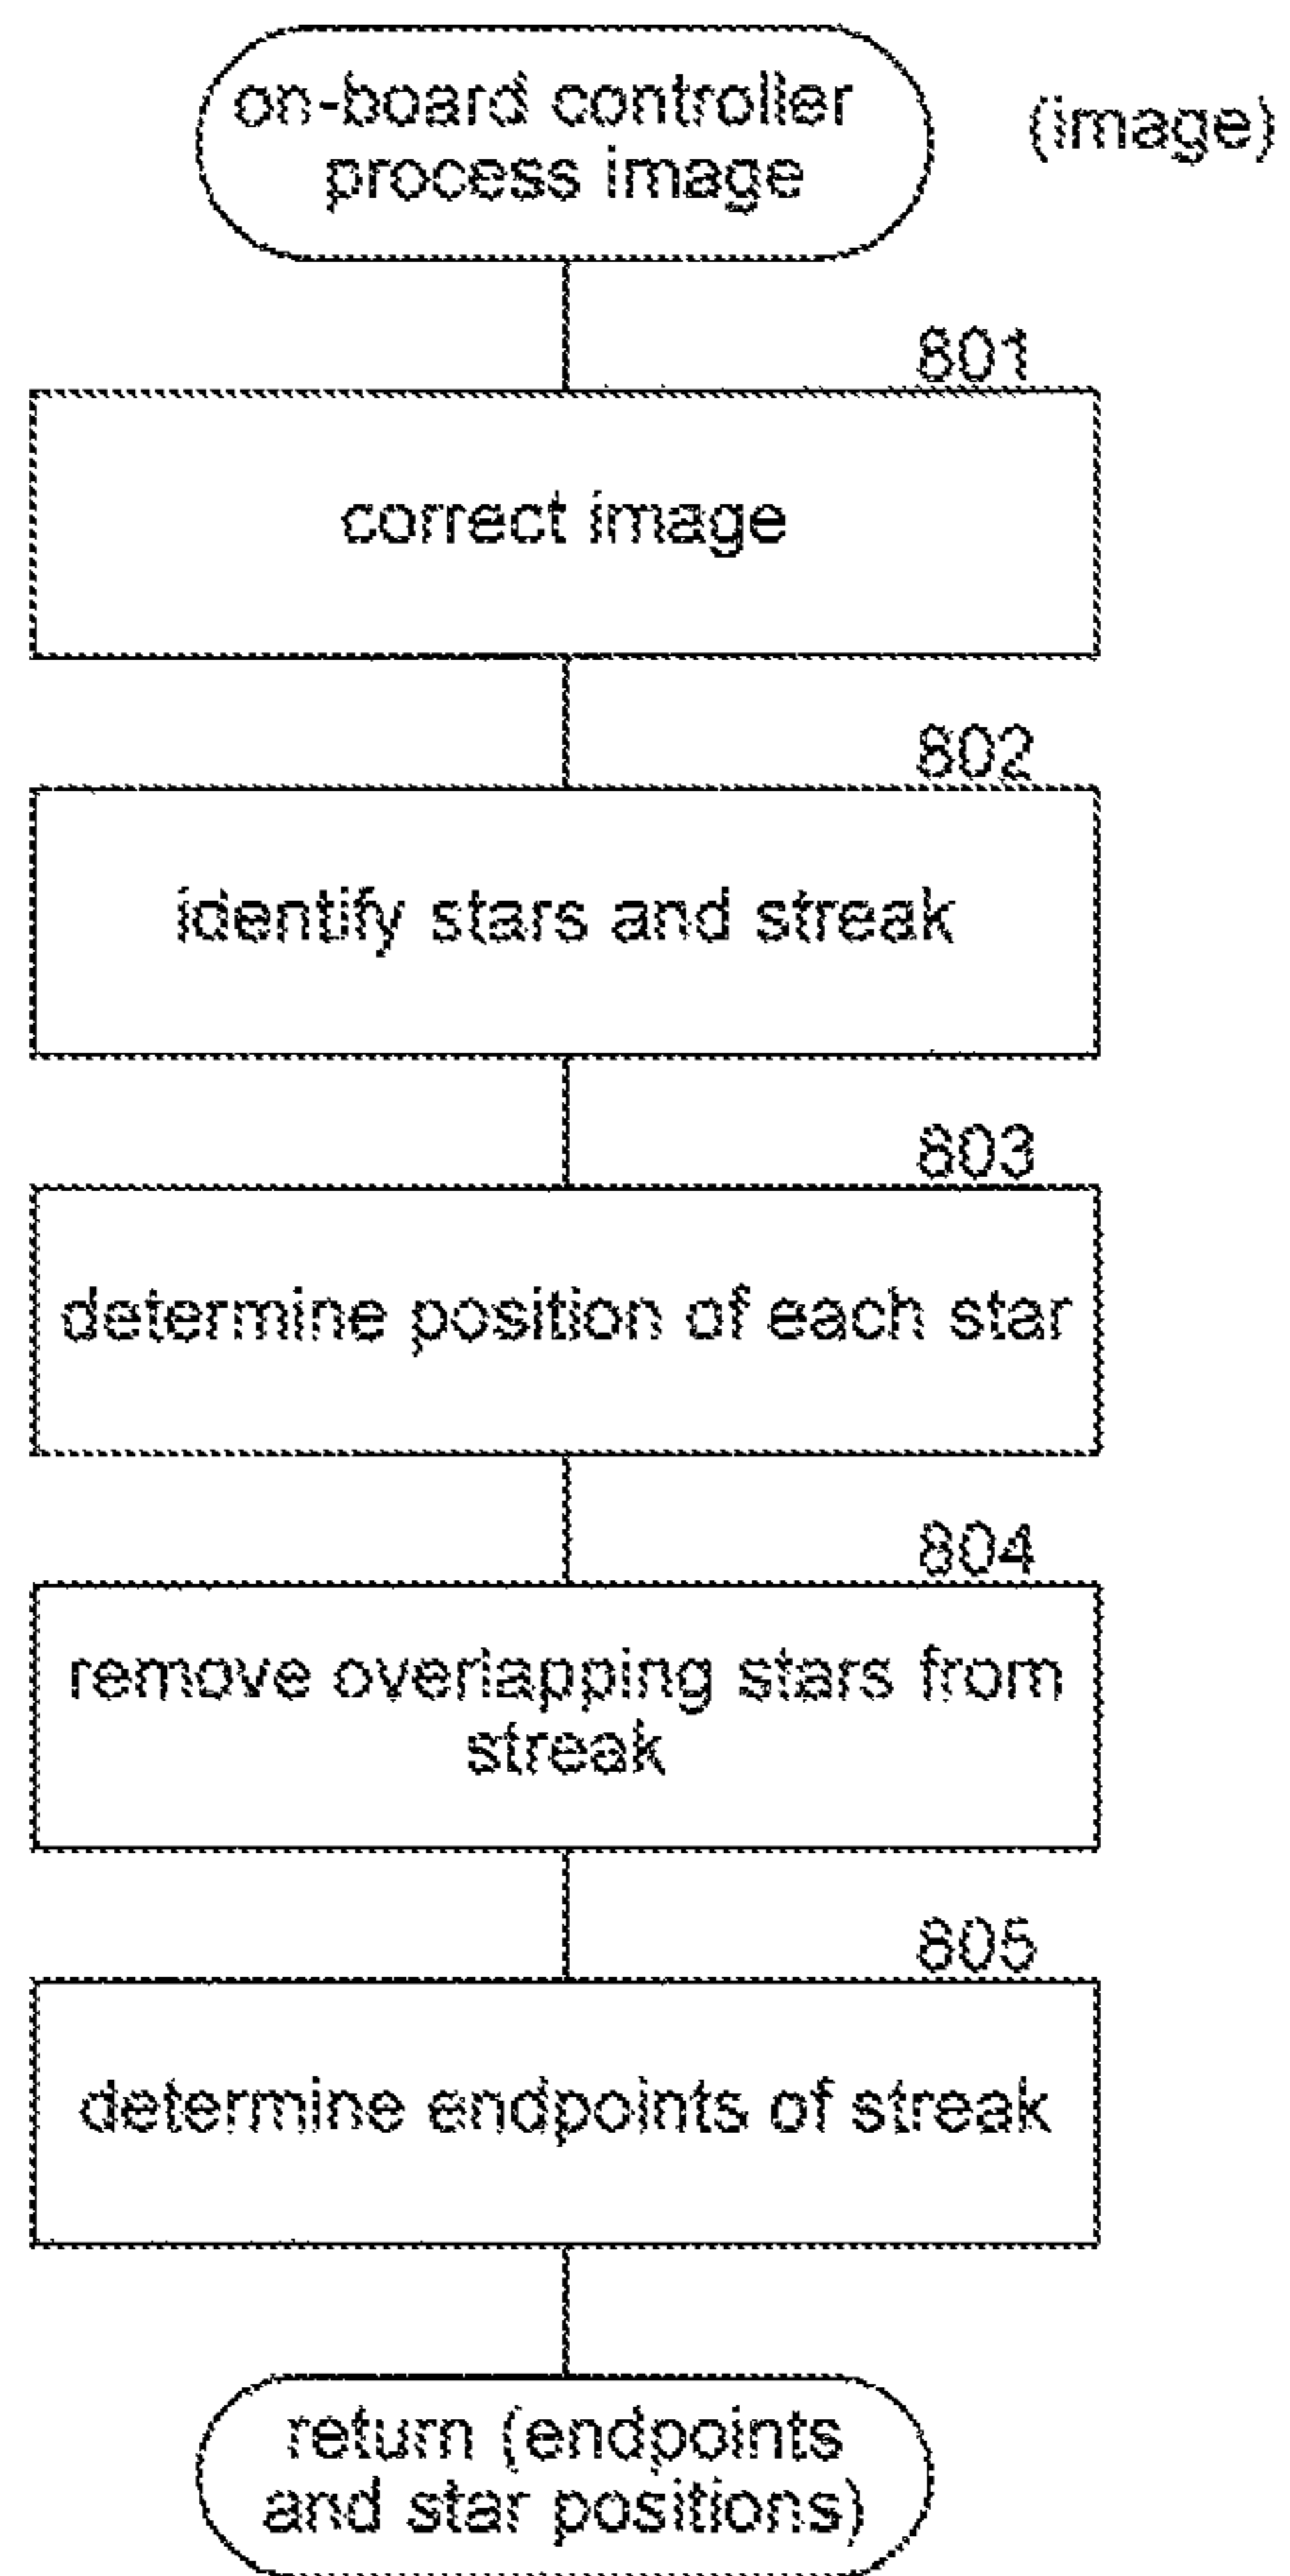 on-board controller
process image
(image)
801
correct image
802
identify stars and streak
803
determine position of each star
804
remove overlapping stars from
streak
805
determine endpoints of streak
return (endpoints
and star positions)